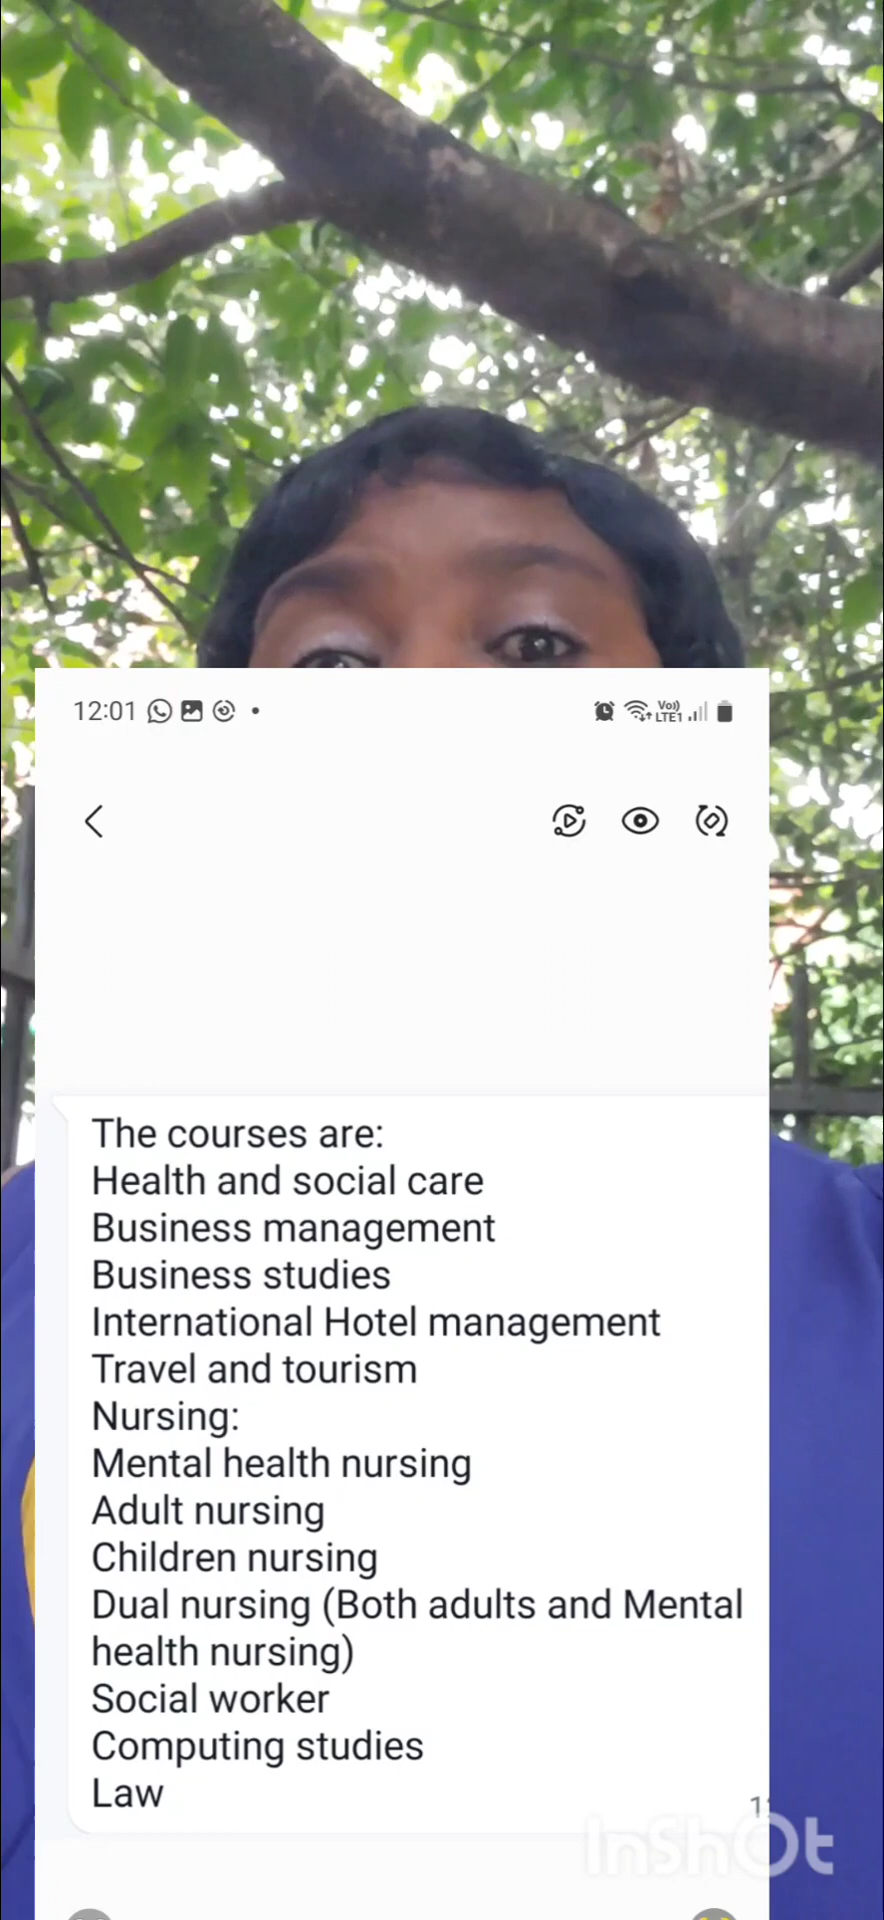 12:01
Vo))
LTE1
The courses are:
Health and social care
Business management
Business studies
International Hotel management
Travel and tourism
Nursing:
Mental health nursing
Adult nursing
Children nursing
Dual nursing (Both adults and Mental
health nursing)
Social worker
Computing studies
Law
InShOt